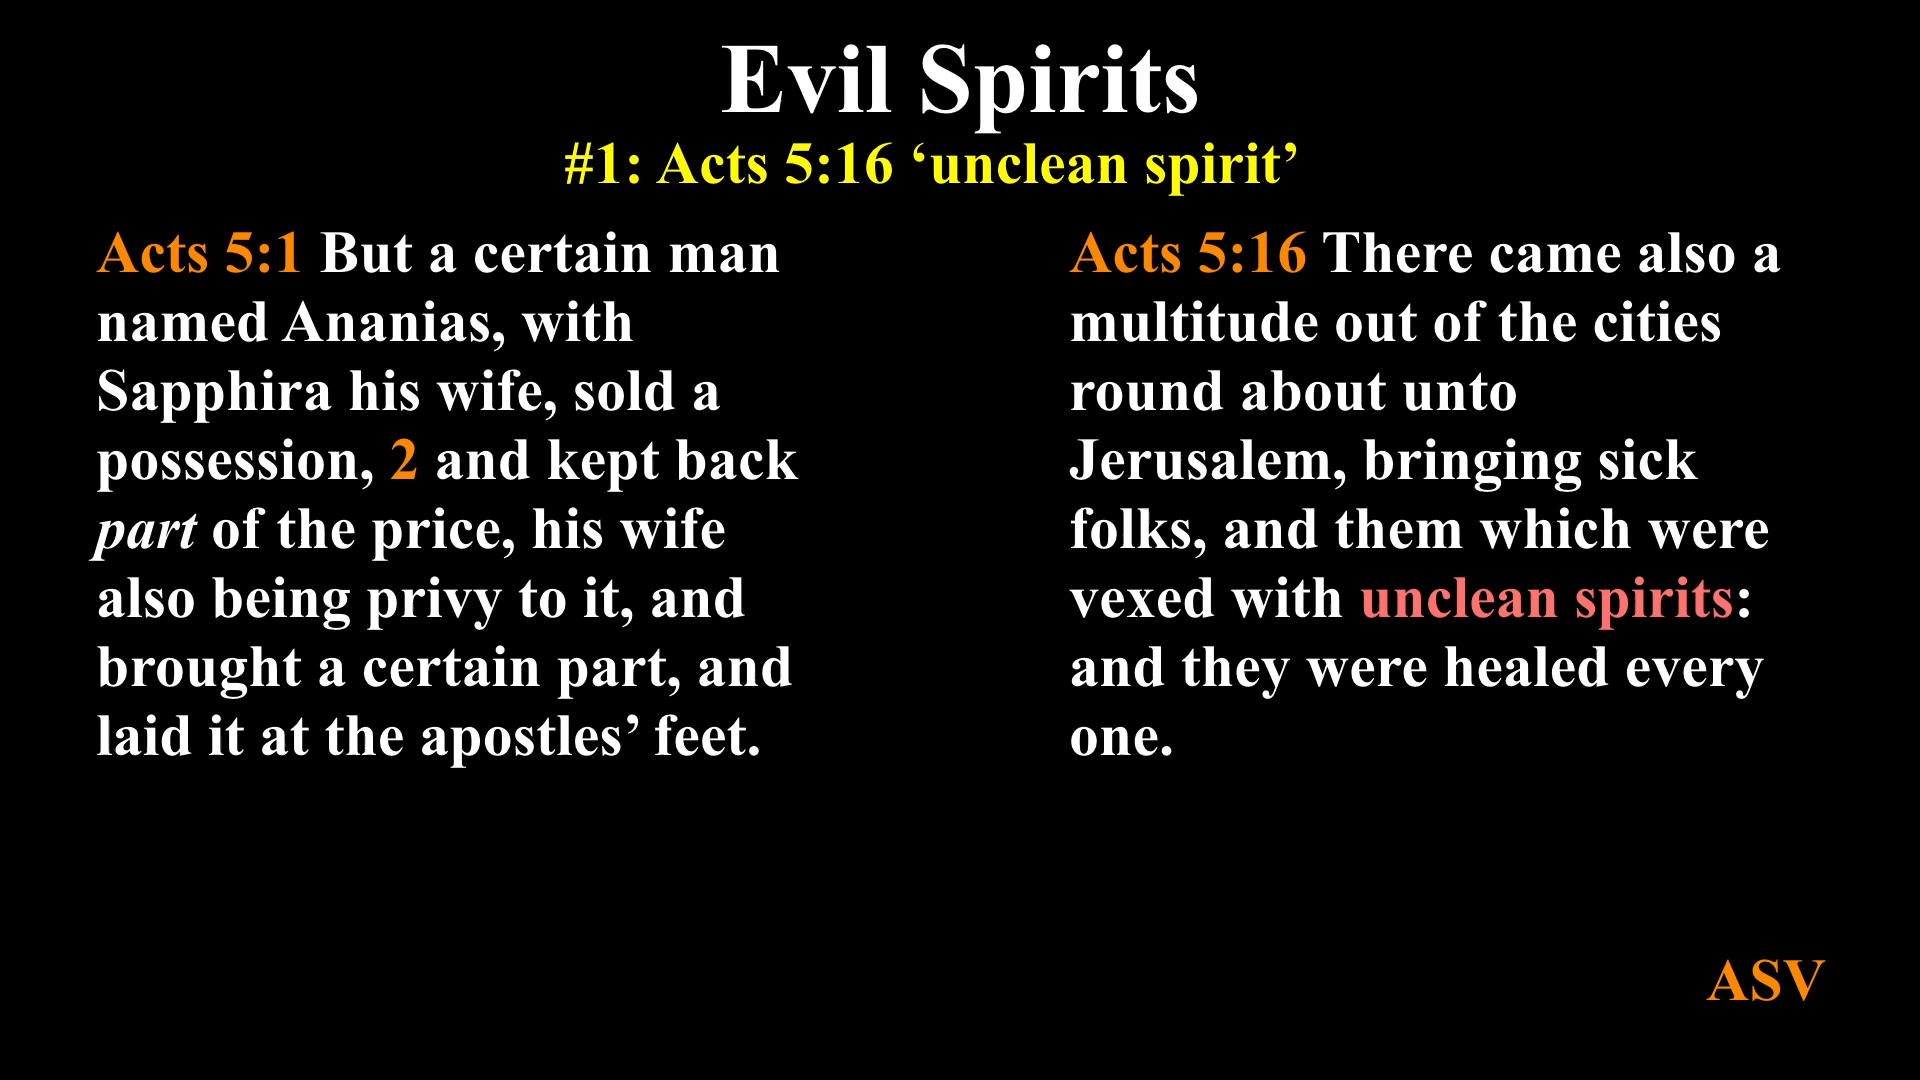 Evil Spirits
#1: Acts 5:16 ‘unclean spirit’
Acts 5:1 But a certain man
named Ananias, with
Sapphira his wife, sold a
possession, 2 and kept back
part of the price, his wife
also being privy to it, and
brought a certain part, and
laid it at the apostles’ feet.
Acts 5:16 There came also a
multitude out of the cities
round about unto
Jerusalem, bringing sick
folks, and them which were
vexed with unclean spirits:
and they were healed every
one.
ASV